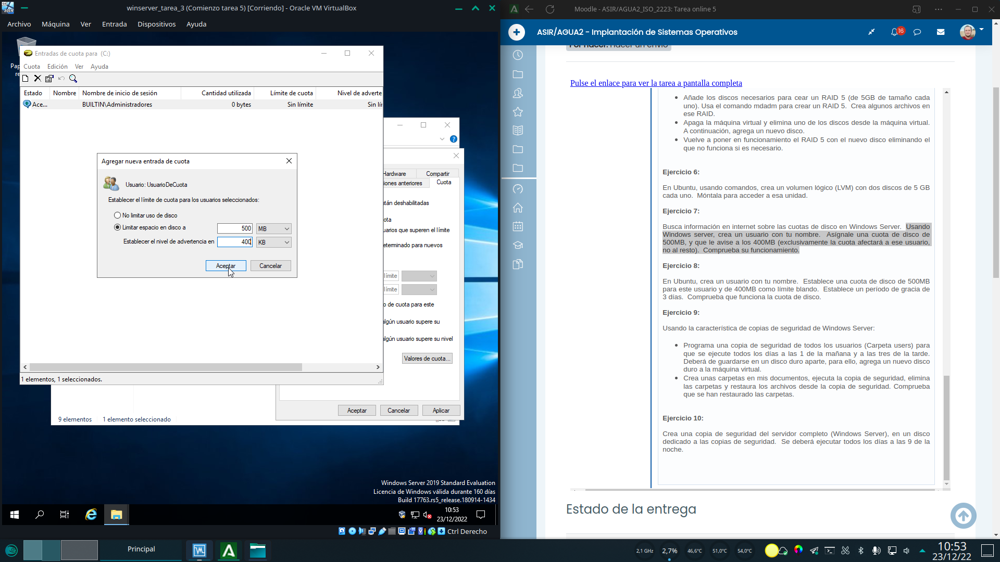 winserver_tarea_3 (Comienzo tarea 5) [Corriendo] - Oracle VM VirtualBox
Archivo Máquina Ver Entrada Dispositivos Ayuda
Entradas de cuota para (C:)
Cuota Edición Ver Ayuda
Estado Nombre Nombre de inicio de sesión Cantidad utilizada Límite de cuota Nivel de adverte
Ace... BUILTIN\Administradores 0 bytes Sin límite Sin lí
Agregar nueva entrada de cuota
Usuario: UsuarioDeCuota
Establecer el límite de cuota para los usuarios seleccionados:
No limitar uso de disco
Limitar espacio en disco a 500 MB
Establecer el nivel de advertencia en 400 KB
Aceptar Cancelar
1 elementos, 1 seleccionados.
Hardware Compartir
iones anteriores Cuota
stán deshabilitadas
ota
uarios que superen el límite
eterminado para nuevos
límite
límite
o de cuota para este
algún usuario supere su
algún usuario supere su nivel
Valores de cuota...
Aceptar Cancelar Aplicar
9 elementos 1 elemento seleccionado
Windows Server 2019 Standard Evaluation
Licencia de Windows válida durante 160 días
Build 17763.rs5_release.180914-1434
10:53
23/12/2022
Ctrl Derecho
Moodle - ASIR/AGUA2_ISO_2223: Tarea online 5
ASIR/AGUA2 - Implantación de Sistemas Operativos
16
Por hacer: Hacer un envío
Pulse el enlace para ver la tarea a pantalla completa
• Añade los discos necesarios para cear un RAID 5 (de 5GB de tamaño cada
uno). Usa el comando mdadm para crear un RAID 5. Crea algunos archivos en
ese RAID.
• Apaga la máquina virtual y elimina uno de los discos desde la máquina virtual.
A continuación, agrega un nuevo disco.
• Vuelve a poner en funcionamiento el RAID 5 con el nuevo disco eliminando el
que no funciona si es necesario.
Ejercicio 6:
En Ubuntu, usando comandos, crea un volumen lógico (LVM) con dos discos de 5 GB
cada uno. Móntala para acceder a esa unidad.
Ejercicio 7:
Busca información en internet sobre las cuotas de disco en Windows Server. Usando
Windows server, crea un usuario con tu nombre. Asígnale una cuota de disco de
500MB, y que le avise a los 400MB (exclusivamente la cuota afectará a ese usuario,
no al resto). Comprueba su funcionamiento.
Ejercicio 8:
En Ubuntu, crea un usuario con tu nombre. Establece una cuota de disco de 500MB
para este usuario y de 400MB como límite blando. Establece un período de gracia de
3 días. Comprueba que funciona la cuota de disco.
Ejercicio 9:
Usando la característica de copias de seguridad de Windows Server:
• Programa una copia de seguridad de todos los usuarios (Carpeta users) para
que se ejecute todos los días a las 1 de la mañana y a las tres de la tarde.
Deberá de guardarse en un disco duro aparte, para ello, agrega un nuevo disco
duro a la máquina virtual.
• Crea unas carpetas en mis documentos, ejecuta la copia de seguridad, elimina
las carpetas y restaura los archivos desde la copia de seguridad. Comprueba
que se han restaurado las carpetas.
Ejercicio 10:
Crea una copia de seguridad del servidor completo (Windows Server), en un disco
dedicado a las copias de seguridad. Se deberá ejecutar todos los días a las 9 de la
noche.
Estado de la entrega
Principal
2,1 GHz 2,7% 46,6°C 51,0°C 54,0°C
10:53
23/12/22